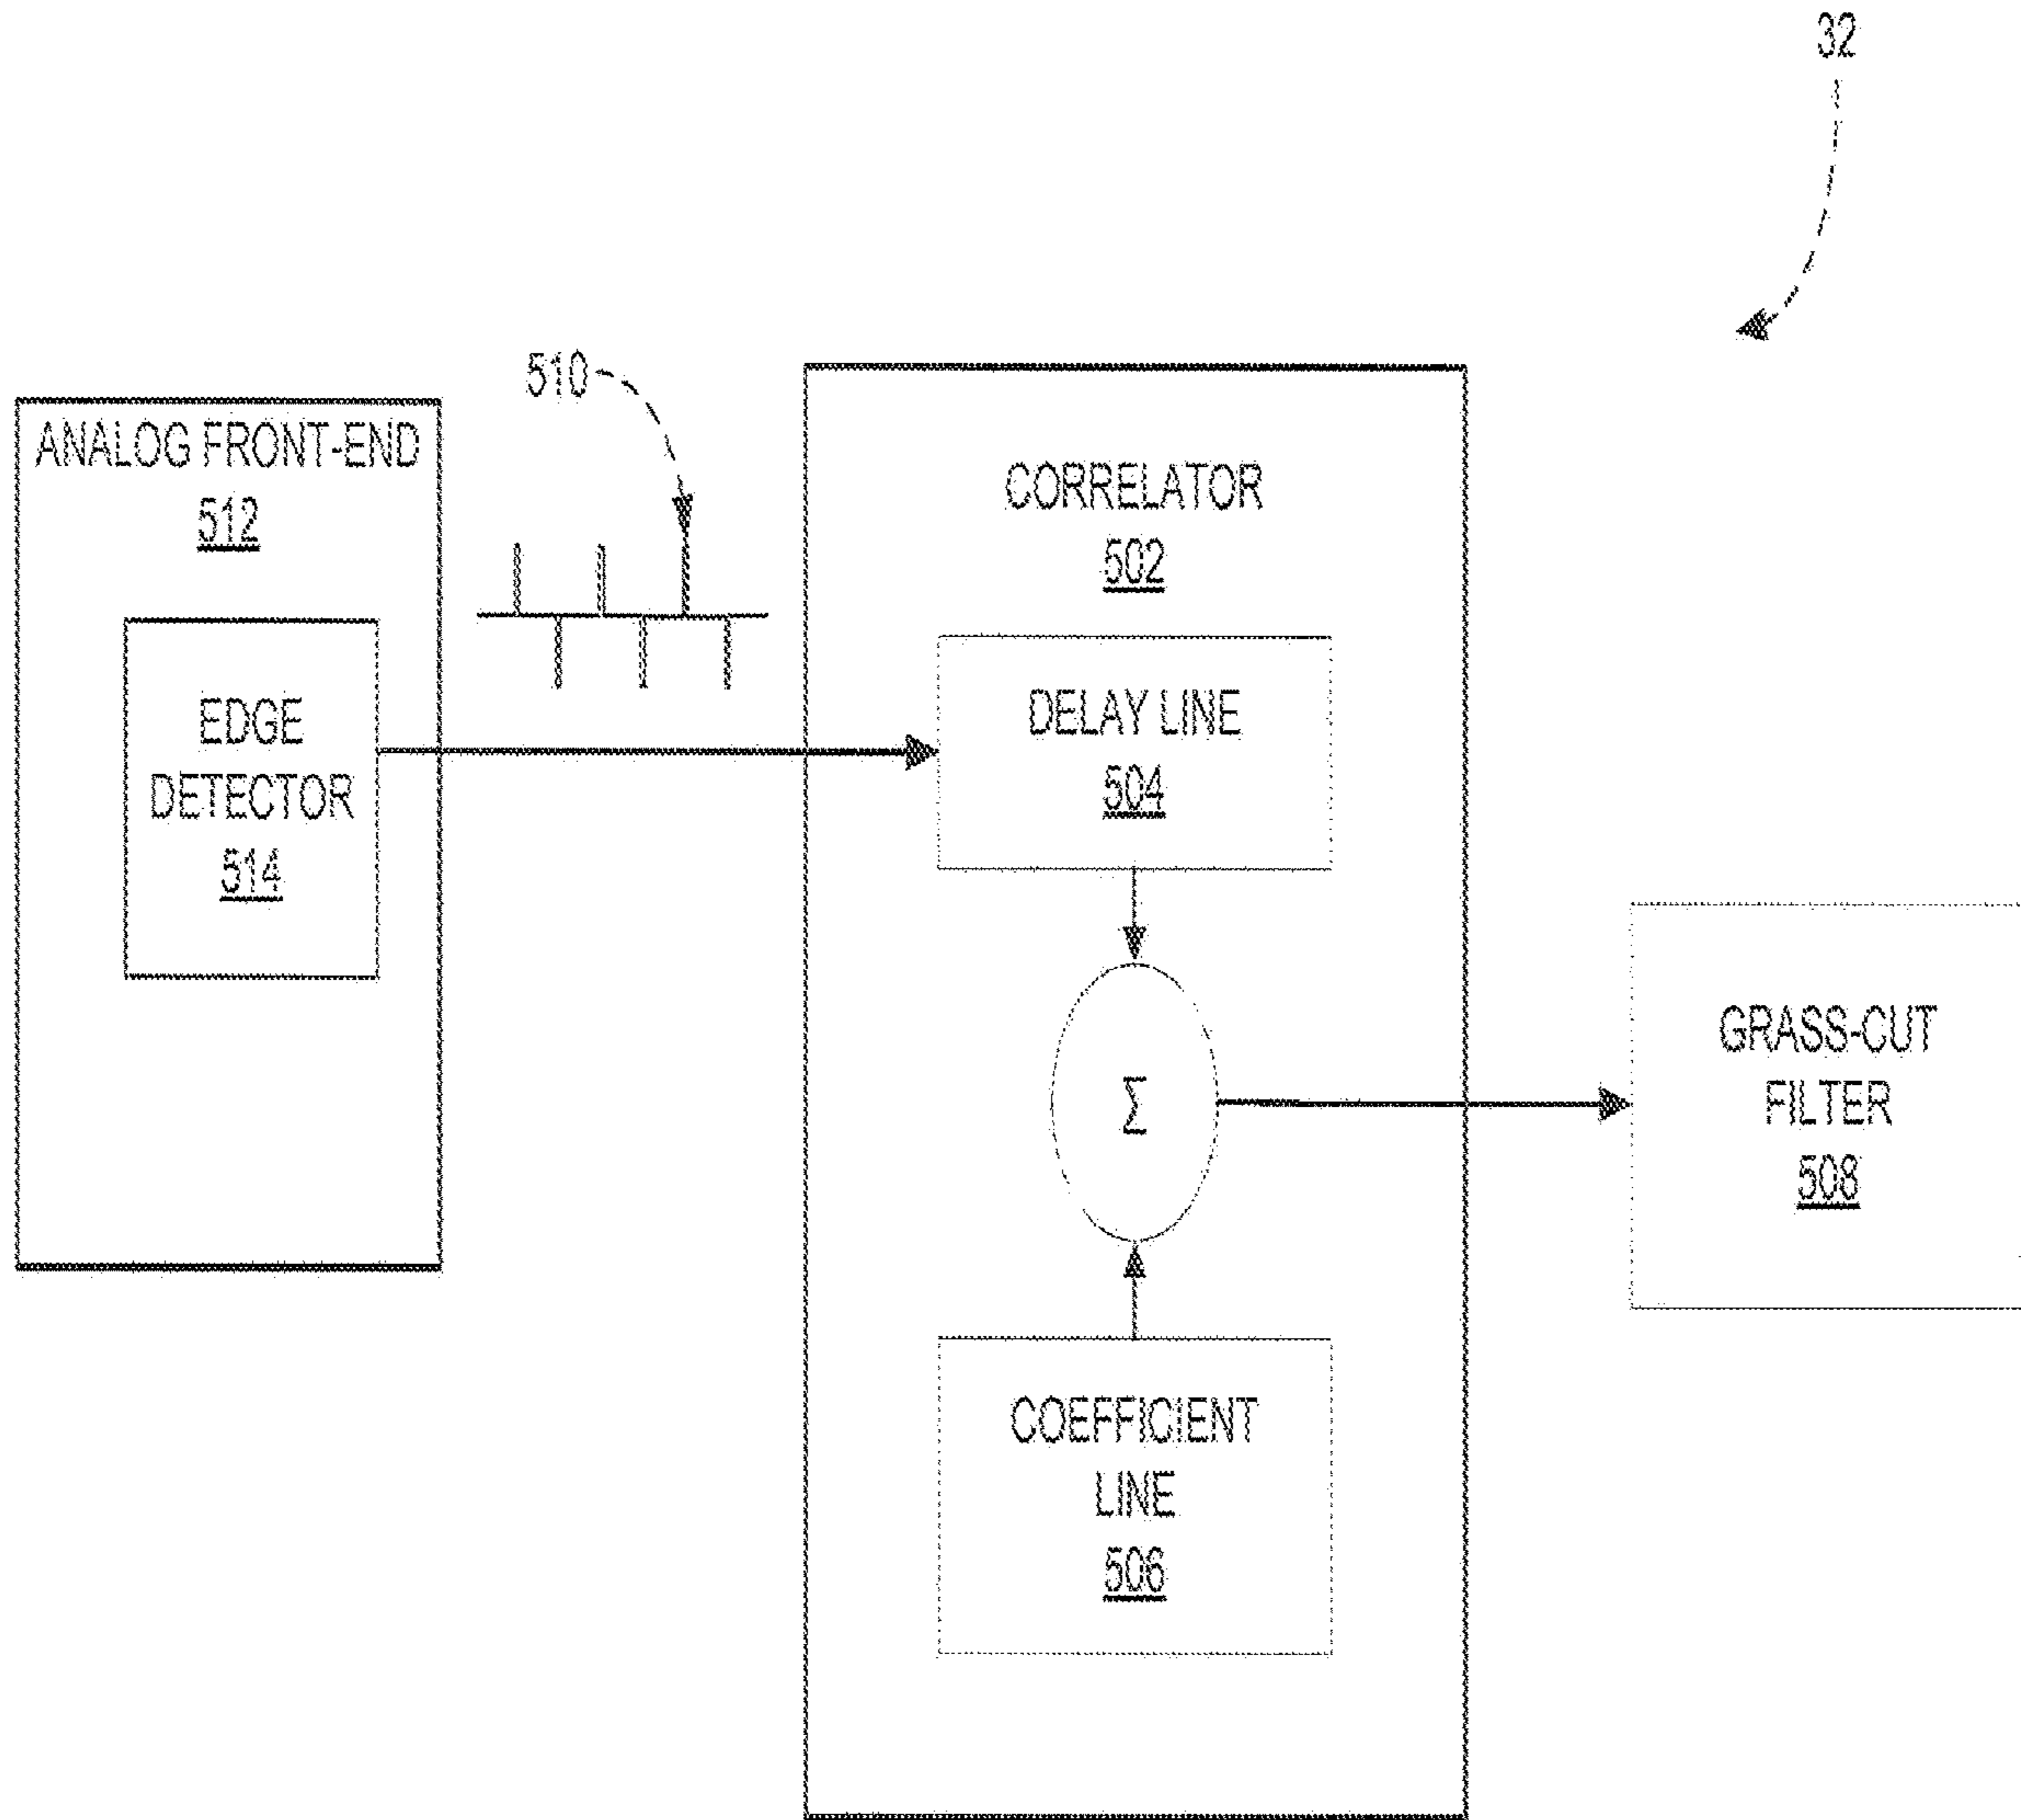 32
510
ANALOG FRONT-END
512
EDGE
DETECTOR
514
CORRELATOR
502
DELAY LINE
504
Σ
COEFFICIENT
LINE
506
GRASS-CUT
FILTER
508